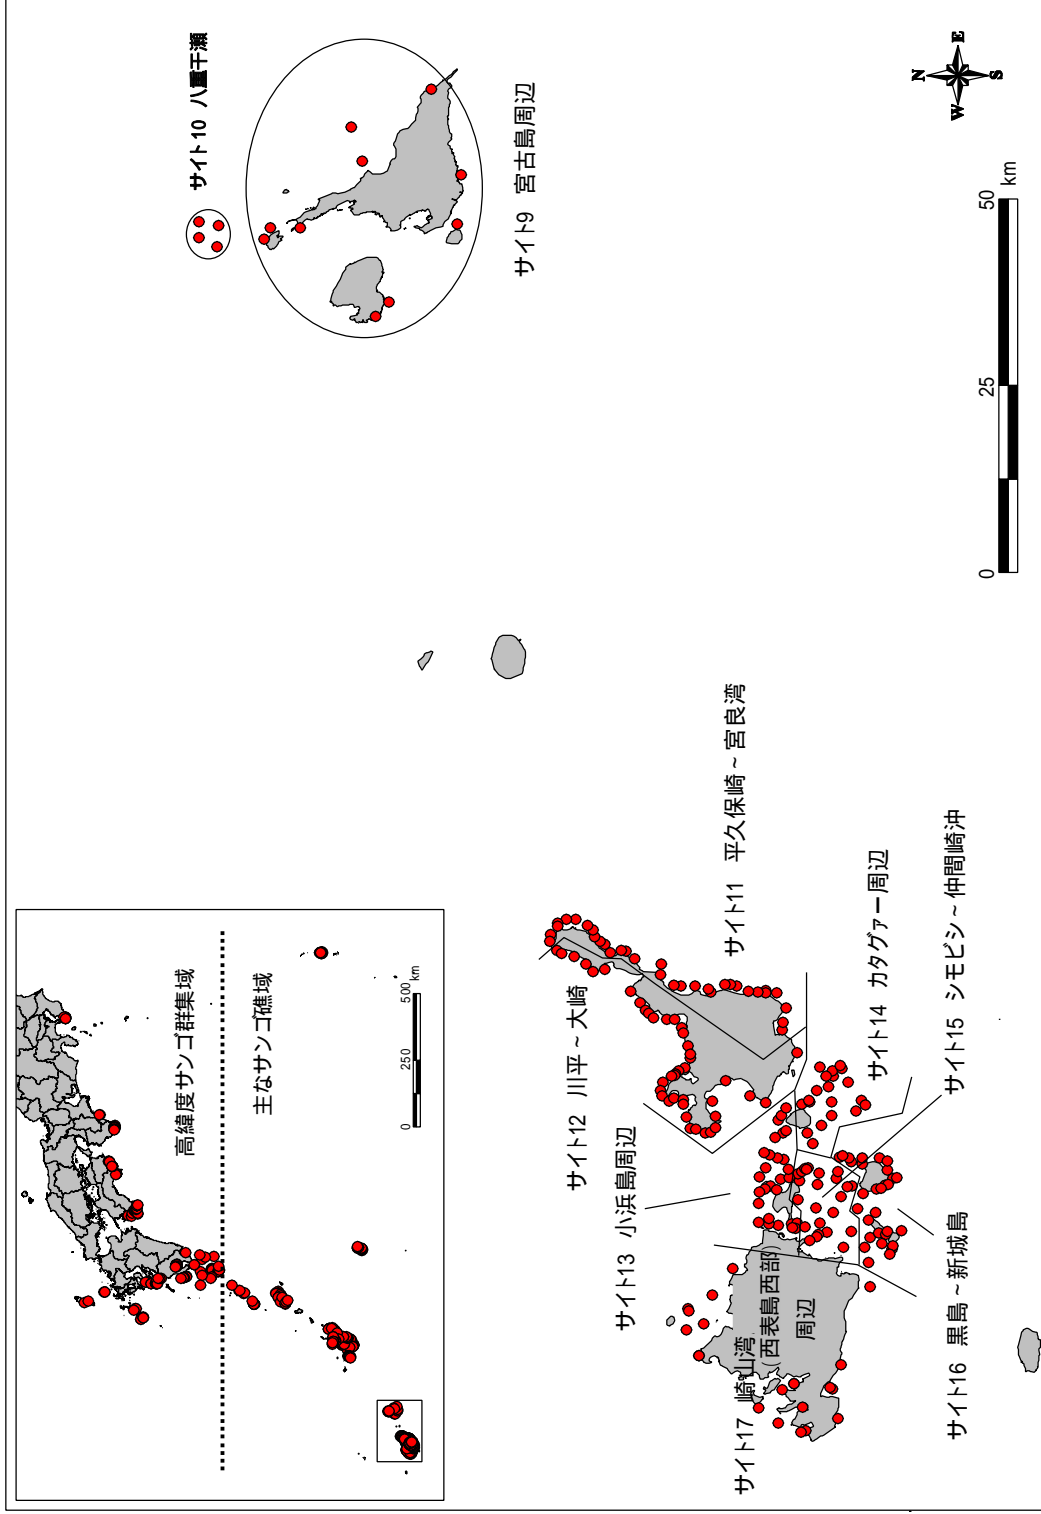 高緯度サンゴ群集域
主なサンゴ礁域
0 250 500 km
サイト10 八重干瀬
サイト9 宮古島周辺
サイト11 平久保崎~宮良湾
サイト12 川平~大崎
サイト13 小浜島周辺
サイト14 カタグァー周辺
サイト15 シモビシ~仲間崎沖
サイト16 黒島~新城島
サイト17 崎山湾
(西表島西部)
周辺
0 25 50
km
N
W E
S